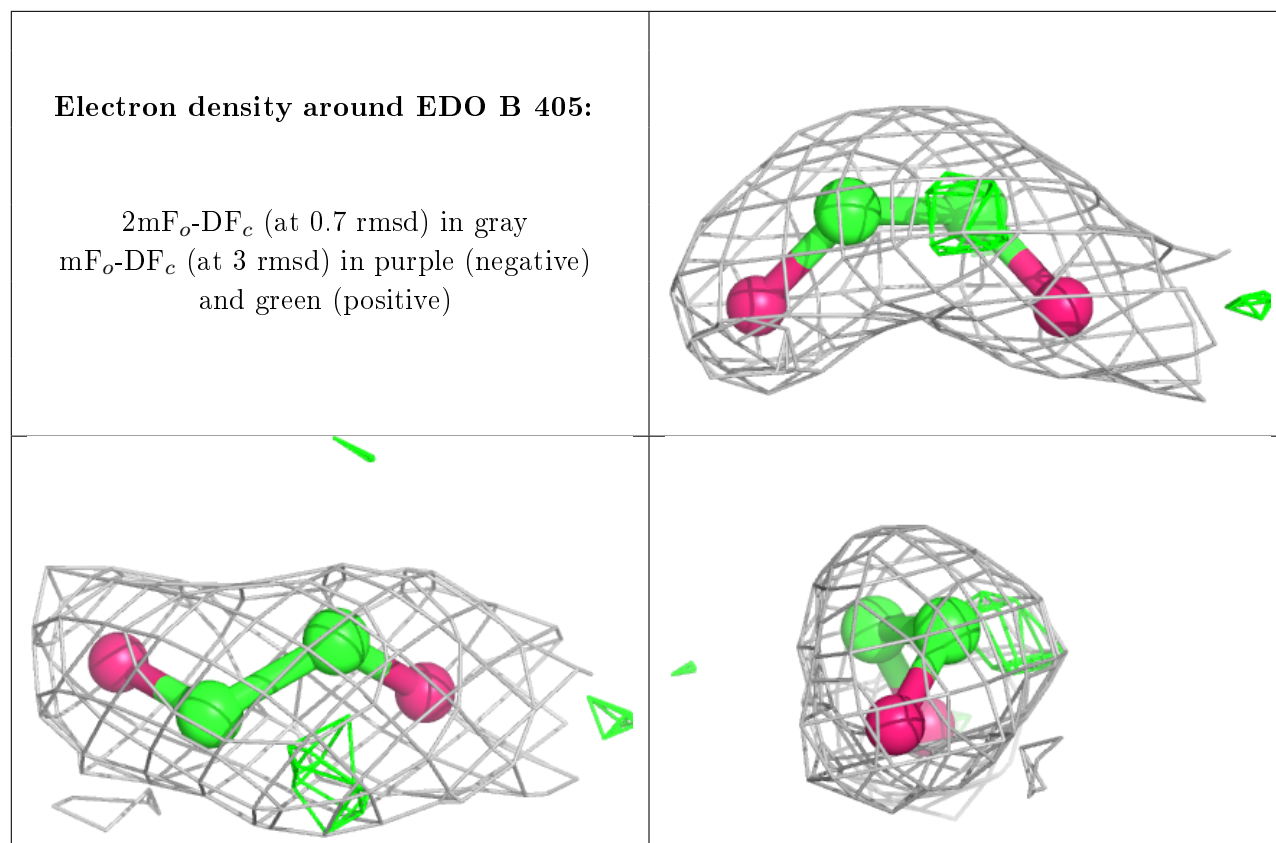 Electron density around EDO B 405:
2mFₒ-DF𝒸 (at 0.7 rmsd) in gray
mFₒ-DF𝒸 (at 3 rmsd) in purple (negative)
and green (positive)